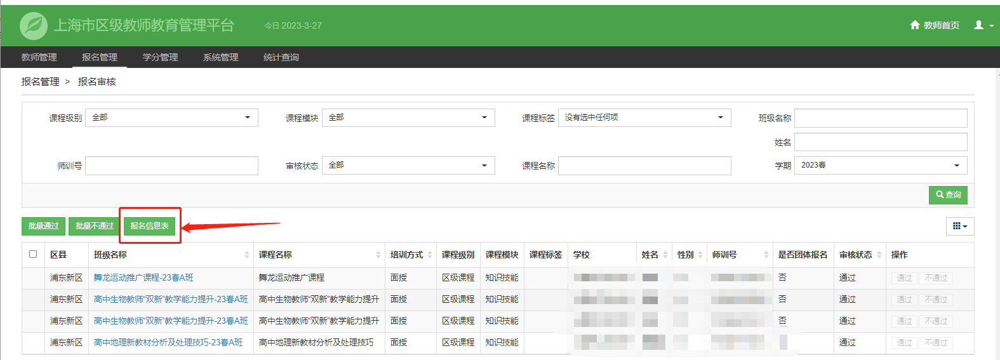 上海市区级教师教育管理平台 今日 2023-3-27 教师首页
教师管理 报名管理 学分管理 系统管理 统计查询
报名管理 > 报名审核
课程级别 全部 课程模块 全部 课程标签 没有选中任何项 班级名称
姓名
师训号 审核状态 全部 课程名称 学期 2023春
查询
批量通过 批量不通过 报名信息表
区县 班级名称 课程名称 培训方式 课程级别 课程模块 课程标签 学校 姓名 性别 师训号 是否团体报名 审核状态 操作
浦东新区 舞龙运动推广课程-23春A班 舞龙运动推广课程 面授 区级课程 知识技能 否 通过 通过 不通过
浦东新区 高中生物教师“双新”教学能力提升-23春A班 高中生物教师“双新”教学能力提升 面授 区级课程 知识技能 否 通过 通过 不通过
浦东新区 高中生物教师“双新”教学能力提升-23春A班 高中生物教师“双新”教学能力提升 面授 区级课程 知识技能 否 通过 通过 不通过
浦东新区 高中地理新教材分析及处理技巧-23春A班 高中地理新教材分析及处理技巧 面授 区级课程 知识技能 通过 通过 不通过